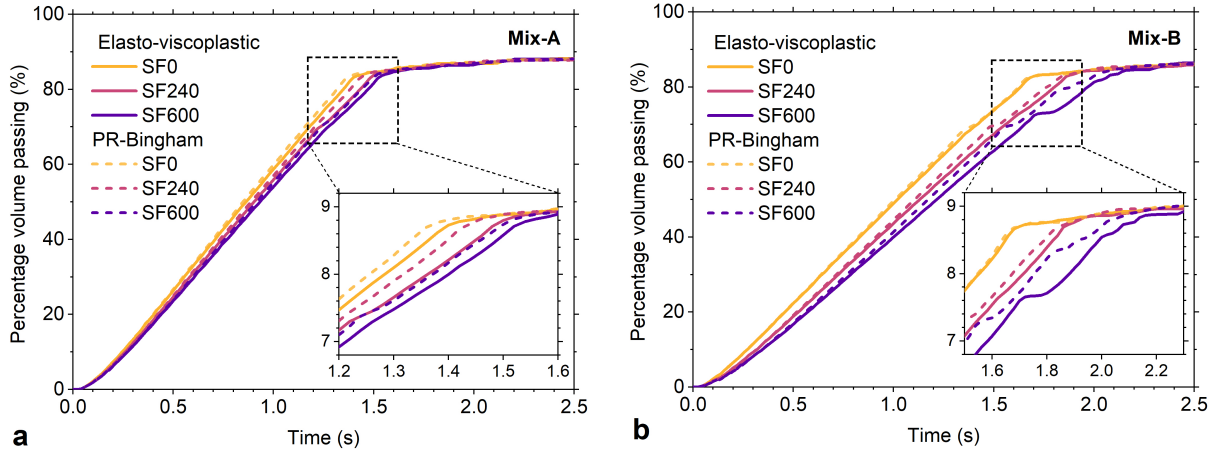 Mix-A
Elasto-viscoplastic
SF0
SF240
SF600
PR-Bingham
SF0
SF240
SF600
Percentage volume passing (%)
100
80
60
40
20
0
9
8
7
1.2 1.3 1.4 1.5 1.6
0.0 0.5 1.0 1.5 2.0 2.5
Time (s)
a
Mix-B
Elasto-viscoplastic
SF0
SF240
SF600
PR-Bingham
SF0
SF240
SF600
Percentage volume passing (%)
100
80
60
40
20
0
9
8
7
1.6 1.8 2.0 2.2
0.0 0.5 1.0 1.5 2.0 2.5
Time (s)
b